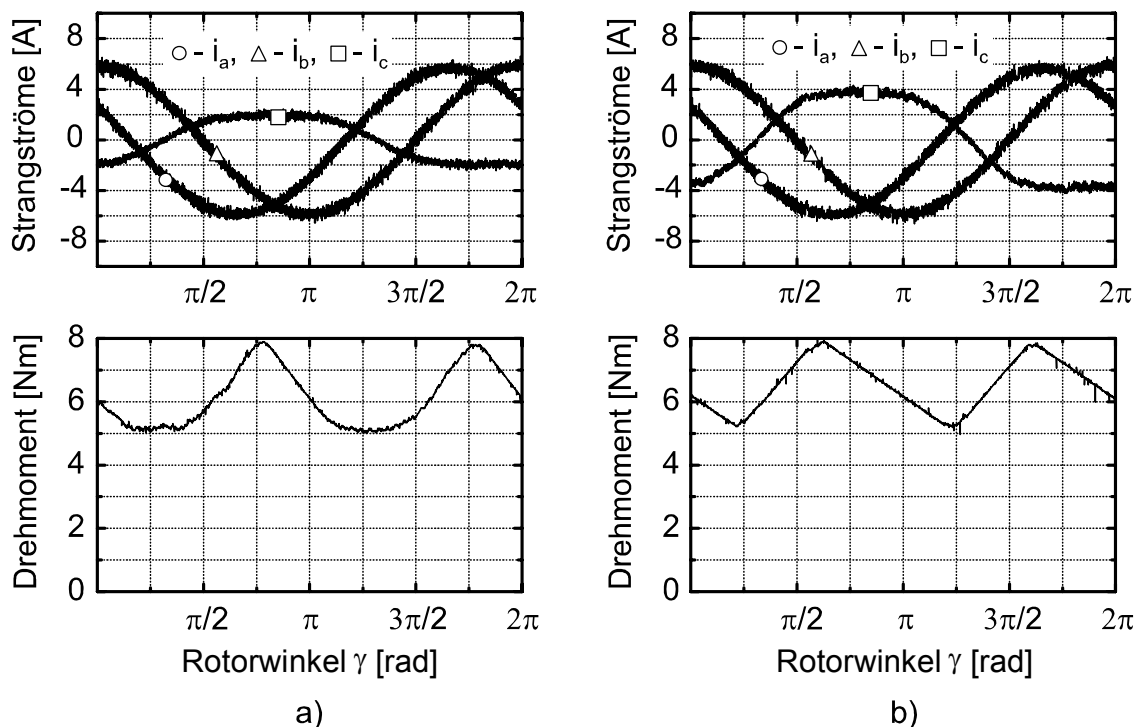 Strangströme [A]
8
4
0
-4
-8
○ - i_a, △ - i_b, □ - i_c
π/2
π
3π/2
2π
Drehmoment [Nm]
8
6
4
2
0
π/2
π
3π/2
2π
Rotorwinkel γ [rad]
a)
Strangströme [A]
8
4
0
-4
-8
○ - i_a, △ - i_b, □ - i_c
π/2
π
3π/2
2π
Drehmoment [Nm]
8
6
4
2
0
π/2
π
3π/2
2π
Rotorwinkel γ [rad]
b)